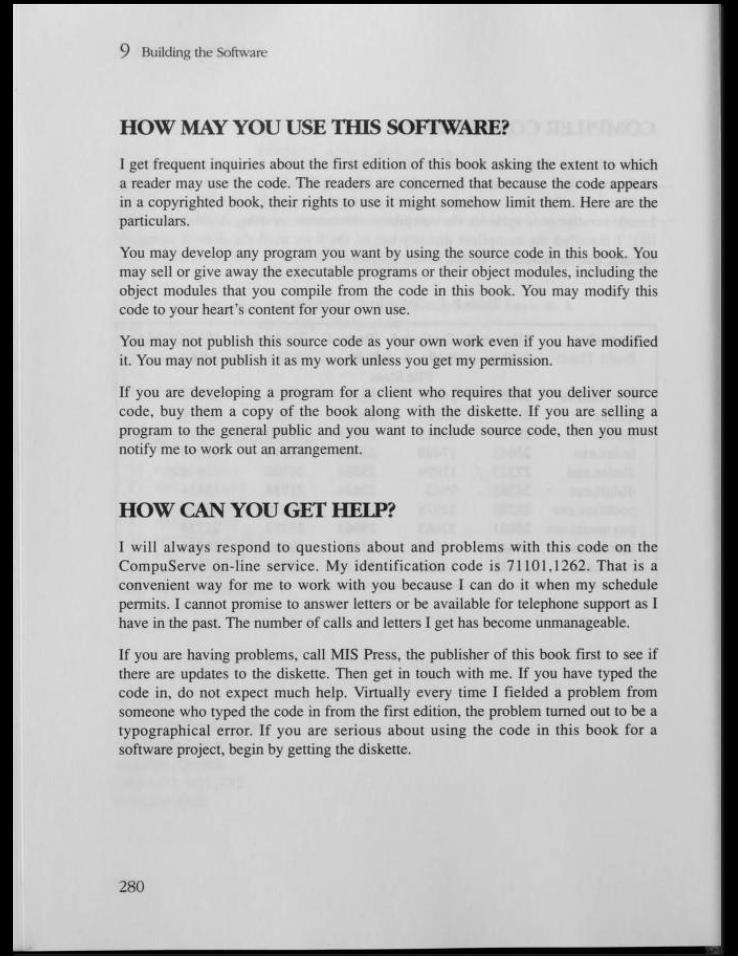 9 Building the Software
HOW MAY YOU USE THIS SOFTWARE?
I get frequent inquiries about the first edition of this book asking the extent to which
a reader may use the code. The readers are concerned that because the code appears
in a copyrighted book, their rights to use it might somehow limit them. Here are the
particulars.
You may develop any program you want by using the source code in this book. You
may sell or give away the executable programs or their object modules, including the
object modules that you compile from the code in this book. You may modify this
code to your heart's content for your own use.
You may not publish this source code as your own work even if you have modified
it. You may not publish it as my work unless you get my permission.
If you are developing a program for a client who requires that you deliver source
code, buy them a copy of the book along with the diskette. If you are selling a
program to the general public and you want to include source code, then you must
notify me to work out an arrangement.
HOW CAN YOU GET HELP?
I will always respond to questions about and problems with this code on the
CompuServe on-line service. My identification code is 71101,1262. That is a
convenient way for me to work with you because I can do it when my schedule
permits. I cannot promise to answer letters or be available for telephone support as I
have in the past. The number of calls and letters I get has become unmanageable.
If you are having problems, call MIS Press, the publisher of this book first to see if
there are updates to the diskette. Then get in touch with me. If you have typed the
code in, do not expect much help. Virtually every time I fielded a problem from
someone who typed the code in from the first edition, the problem turned out to be a
typographical error. If you are serious about using the code in this book for a
software project, begin by getting the diskette.
280